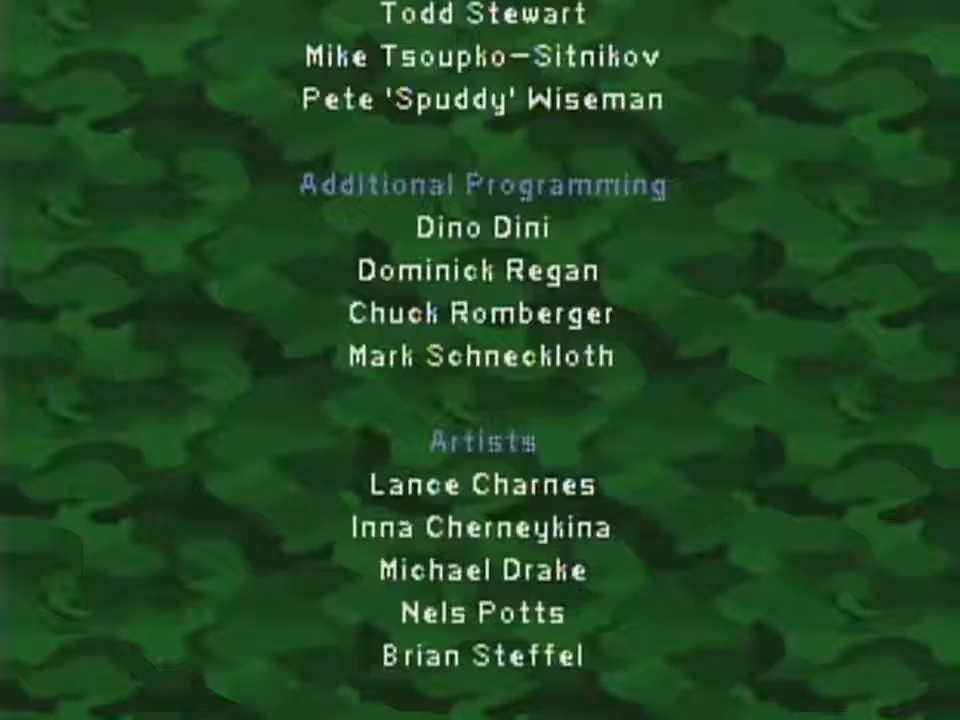 Todd Stewart
Mike Tsoupko-Sitnikov
Pete 'Spuddy' Wiseman
Additional Programming
Dino Dini
Dominick Regan
Chuck Romberger
Mark Schneckloth
Artists
Lance Charnes
Inna Cherneykina
Michael Drake
Nels Potts
Brian Steffel